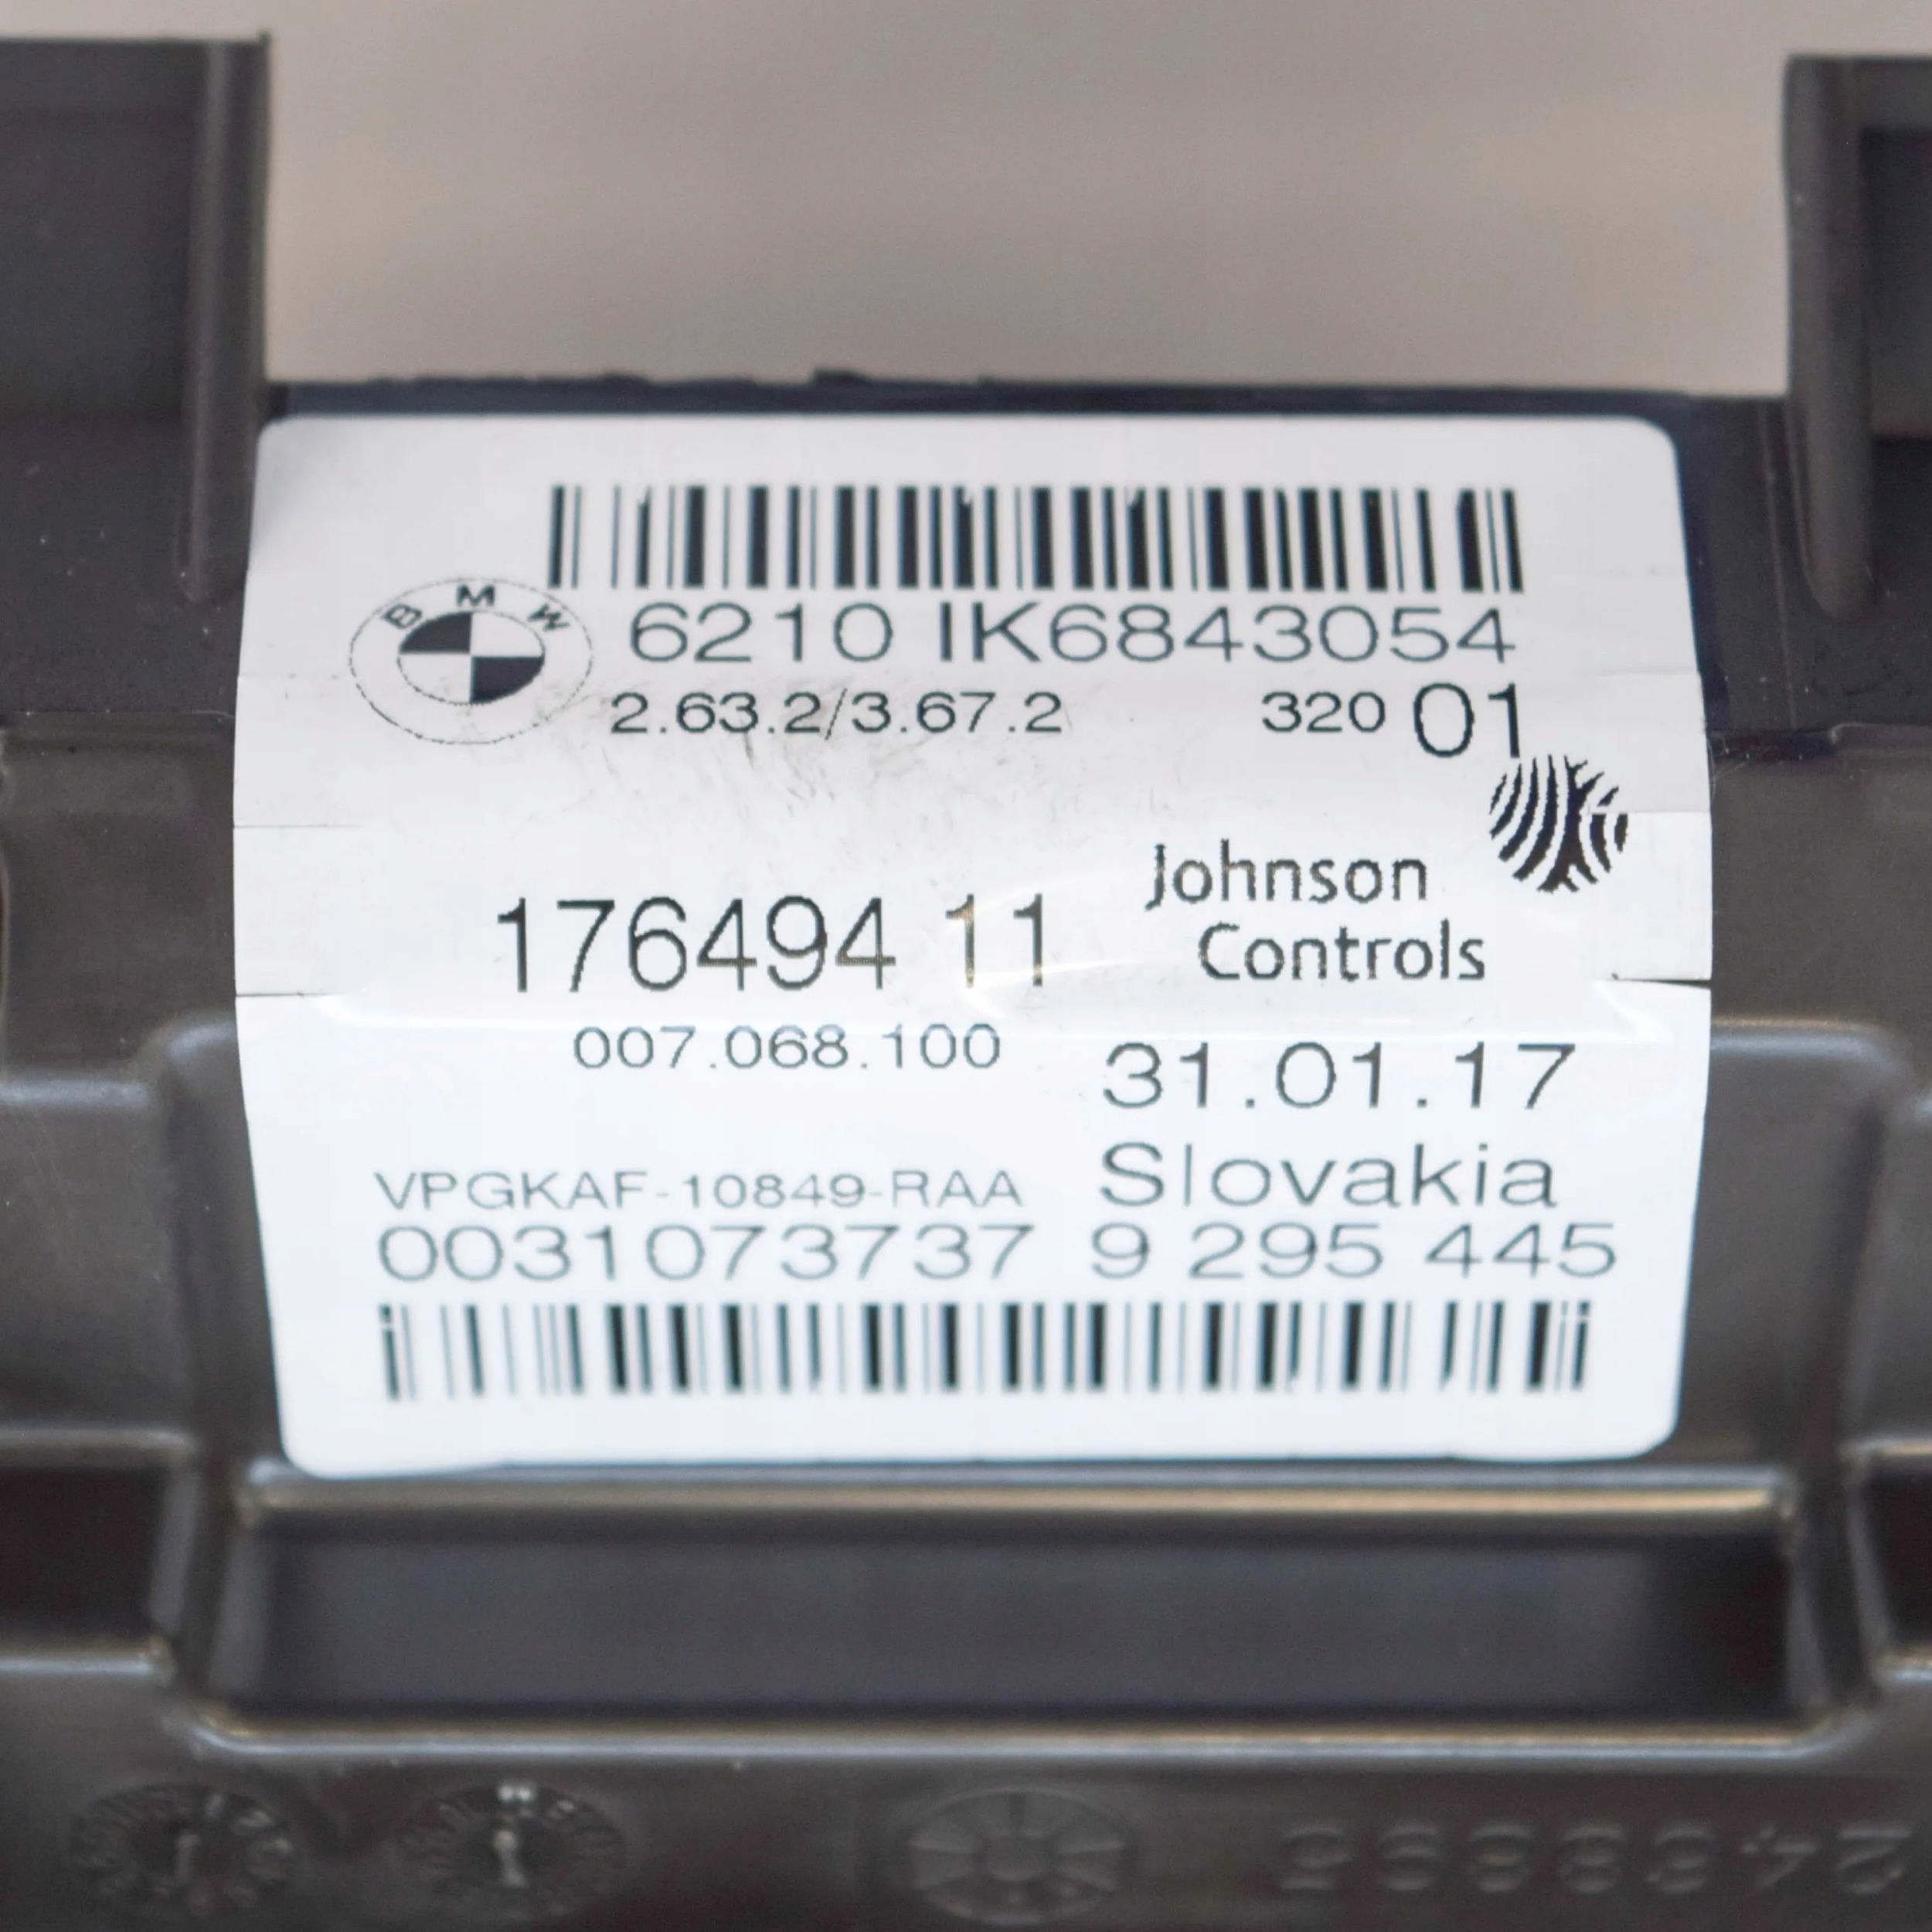 6210 IK6843054
BMW
2.63.2/3.67.2 320 01
Johnson
Controls
176494 11
007.068.100
31.01.17
VPGKAF-10849-RAA Slovakia
0031073737 9 295 445